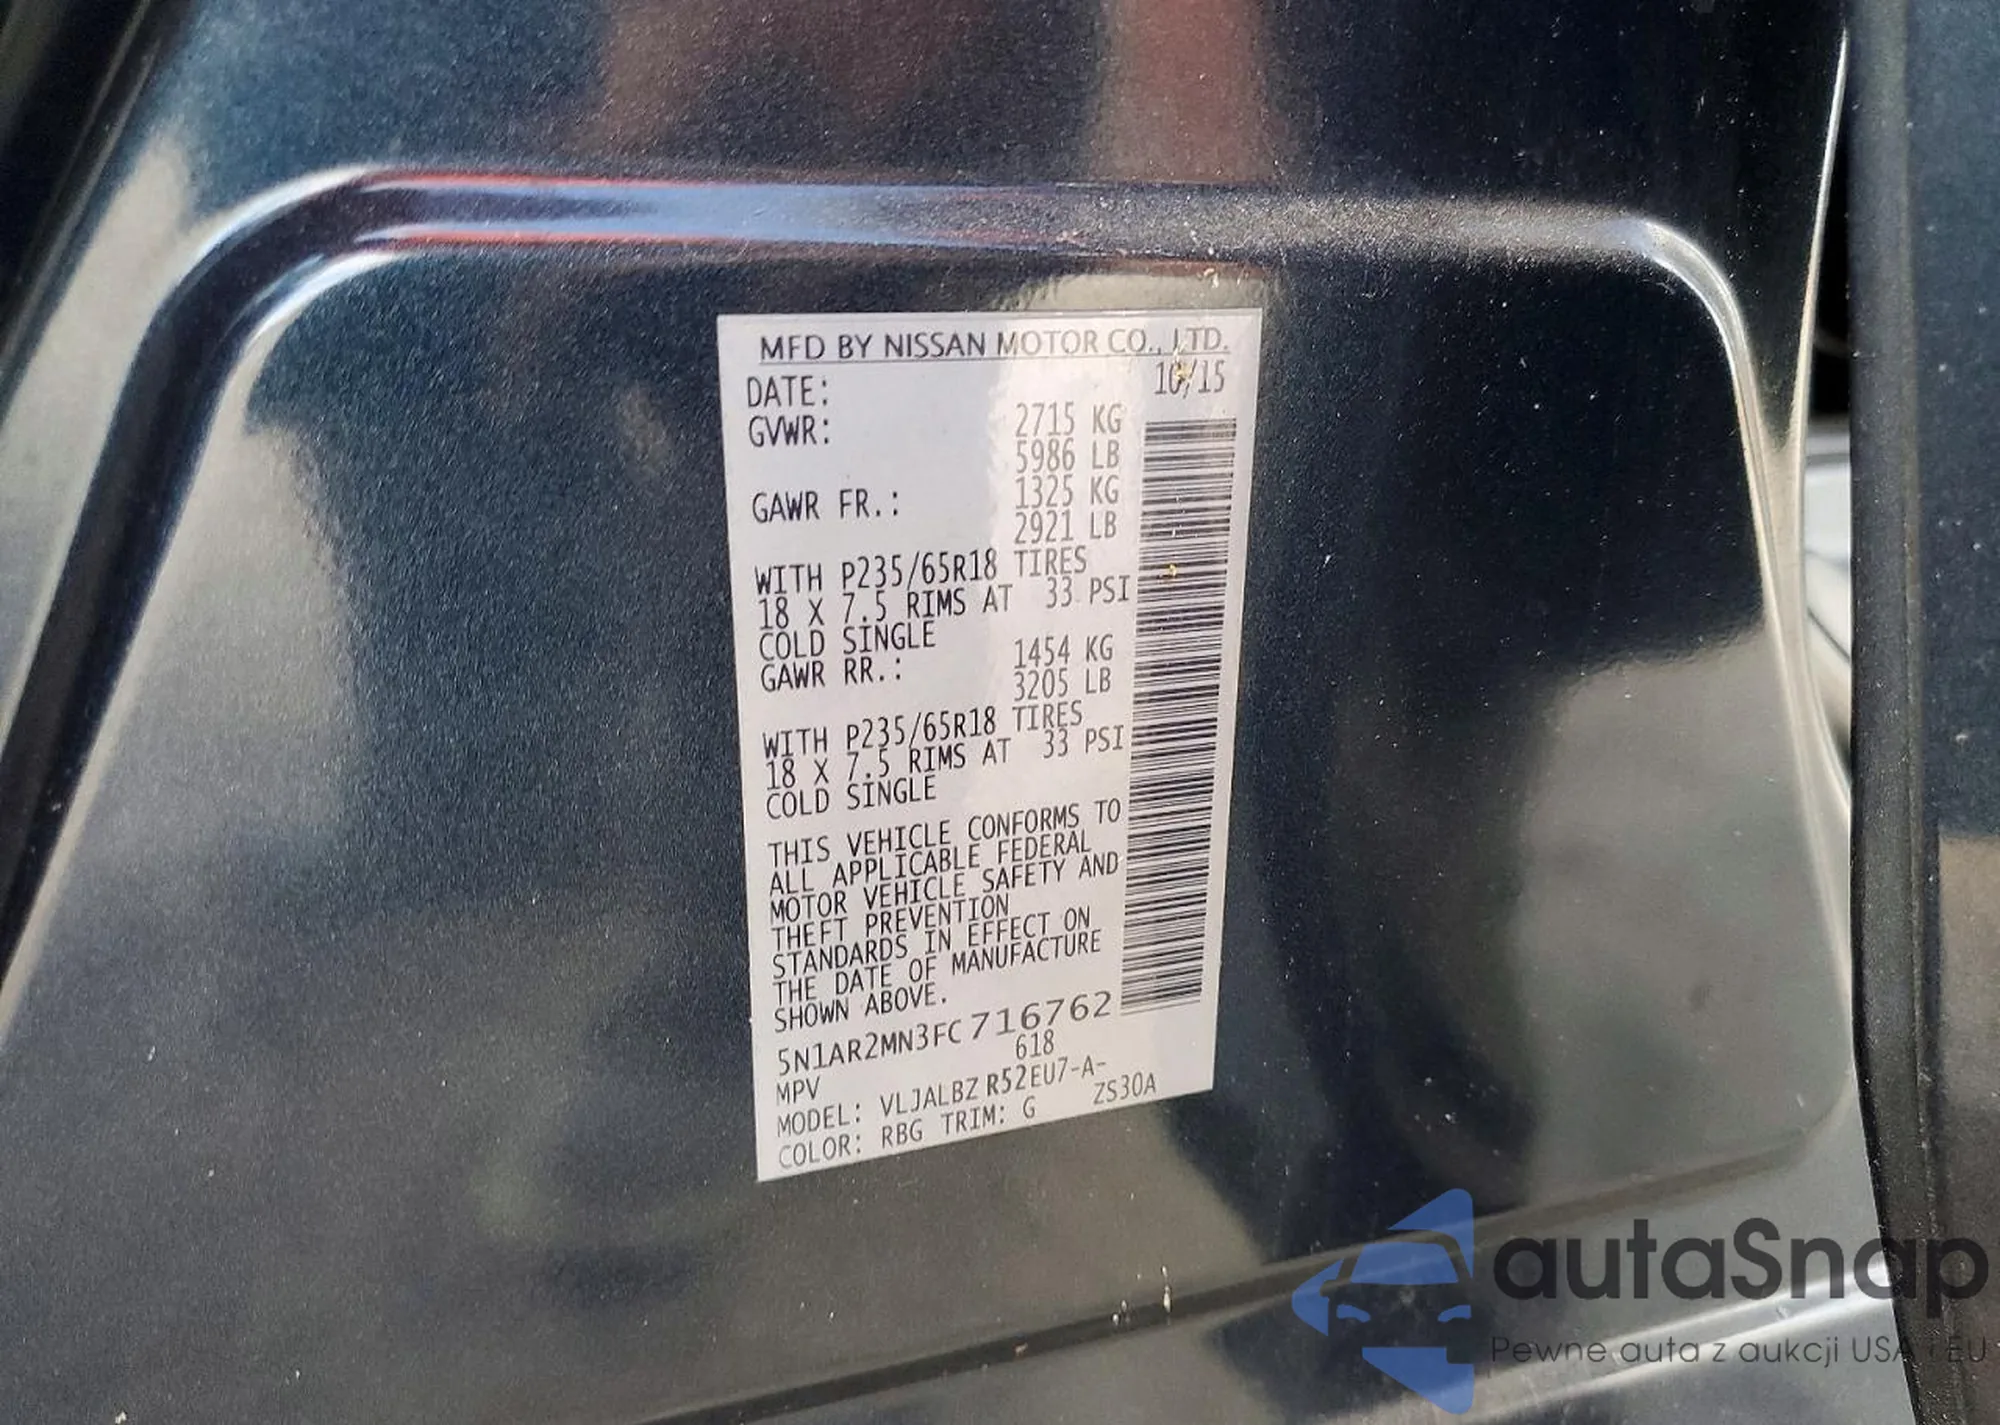 MFD BY NISSAN MOTOR CO., LTD.
DATE: 10/15
GVWR: 2715 KG
5986 LB
GAWR FR.: 1325 KG
2921 LB
WITH P235/65R18 TIRES
18 X 7.5 RIMS AT 33 PSI
COLD SINGLE
GAWR RR.: 1454 KG
3205 LB
WITH P235/65R18 TIRES
18 X 7.5 RIMS AT 33 PSI
COLD SINGLE
THIS VEHICLE CONFORMS TO
ALL APPLICABLE FEDERAL
MOTOR VEHICLE SAFETY AND
THEFT PREVENTION
STANDARDS IN EFFECT ON
THE DATE OF MANUFACTURE
SHOWN ABOVE.
5N1AR2MN3FC716762
MPV 618
MODEL: VLJALBZ R52EU7-A-
COLOR: RBG TRIM: G ZS30A
autaSnap
Pewne auta z aukcji USA i EU